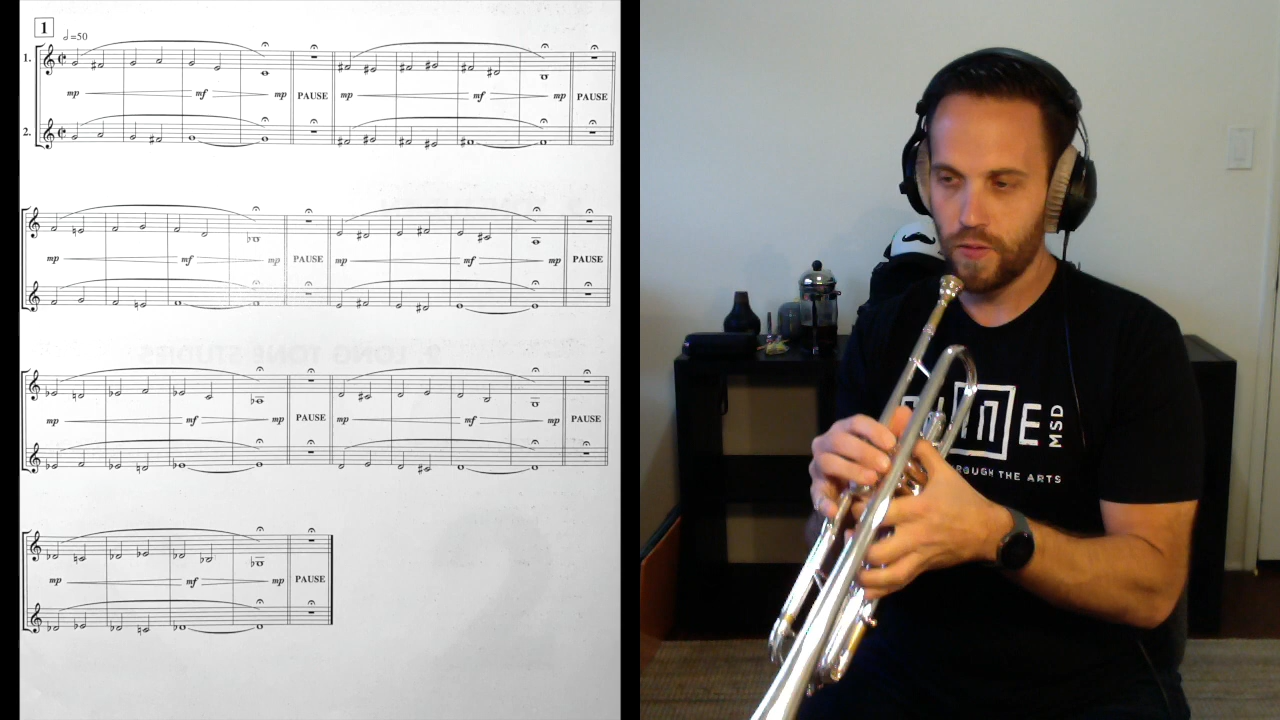 1
=50
1.
mp mf mp PAUSE mp mf mp PAUSE
2.
mp mf mp PAUSE mp mf mp PAUSE
mp mf mp PAUSE mp mf mp PAUSE
mp mf mp PAUSE
E
MSD
ROUGH THE ARTS